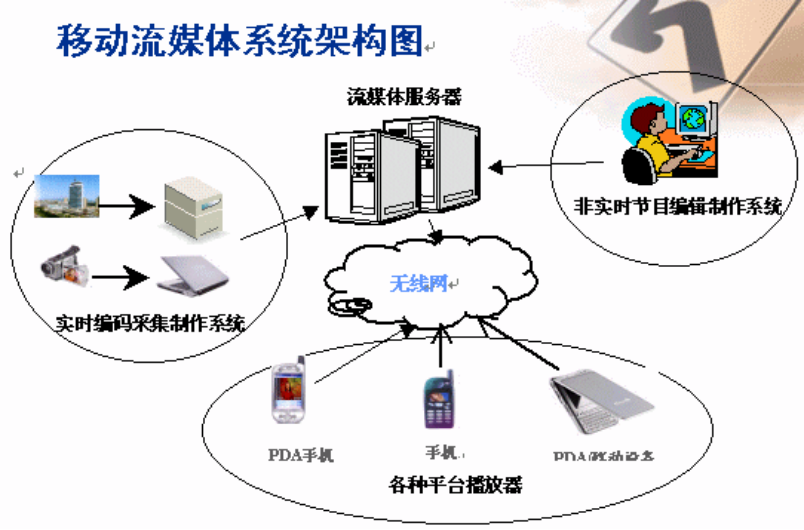 移动流媒体系统架构图
流媒体服务器
非实时节目编辑制作系统
无线网
实时编码采集制作系统
PDA手机
手机
PDA/移动设备
各种平台播放器